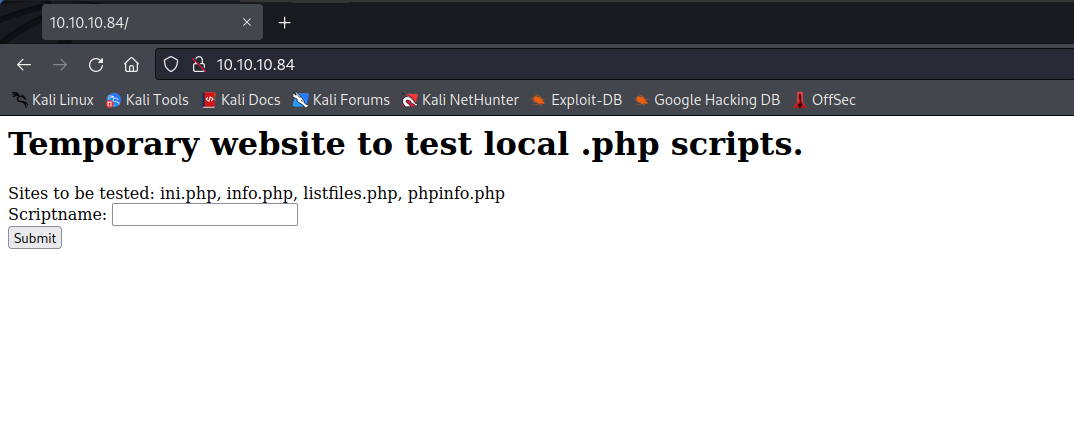 10.10.10.84/
10.10.10.84
Kali Linux Kali Tools Kali Docs Kali Forums Kali NetHunter Exploit-DB Google Hacking DB OffSec
Temporary website to test local .php scripts.
Sites to be tested: ini.php, info.php, listfiles.php, phpinfo.php
Scriptname:
Submit